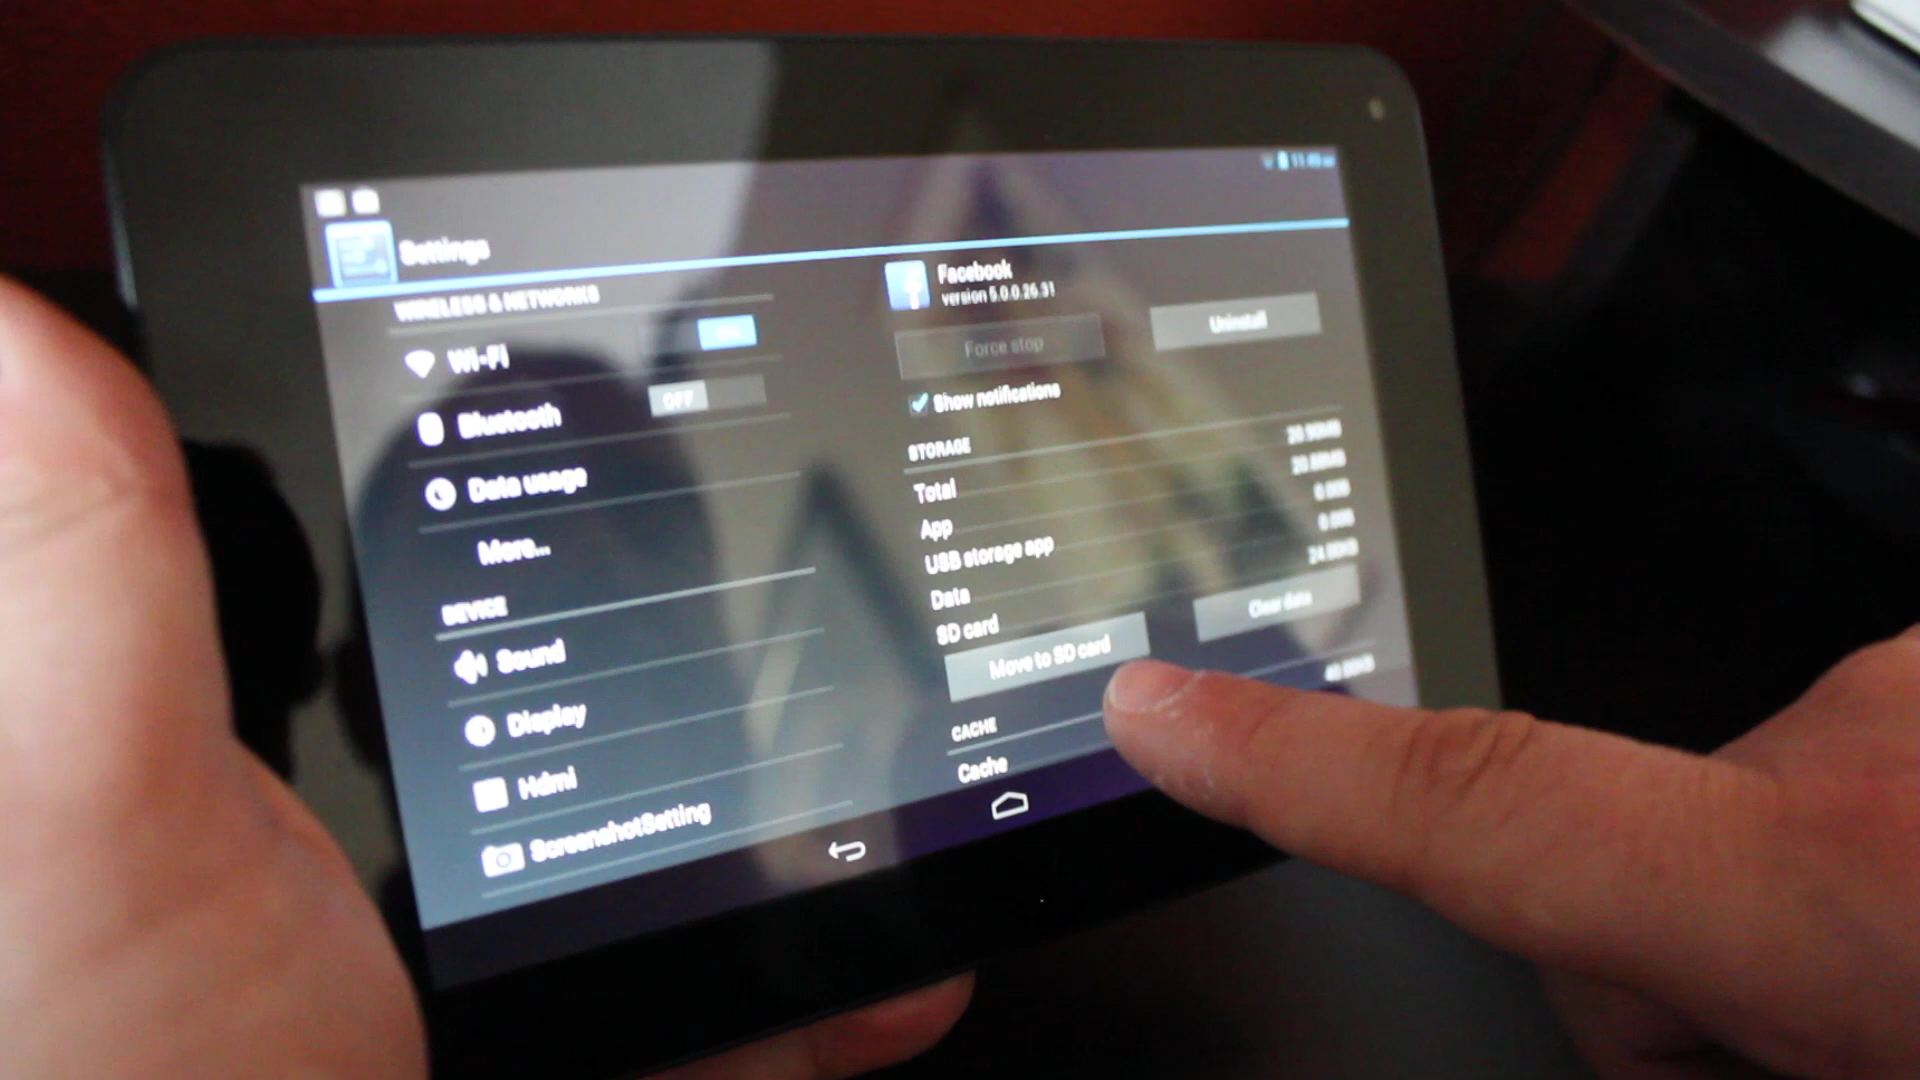 Settings
WIRELESS & NETWORKS
Wi-Fi
Bluetooth
OFF
Data usage
More...
DEVICE
Sound
Display
Hdmi
ScreenshotSetting
Facebook
version 5.0.0.26.31
Force stop
Uninstall
Show notifications
STORAGE
Total
App
USB storage app
Data
SD card
Move to SD card
Clear data
CACHE
Cache